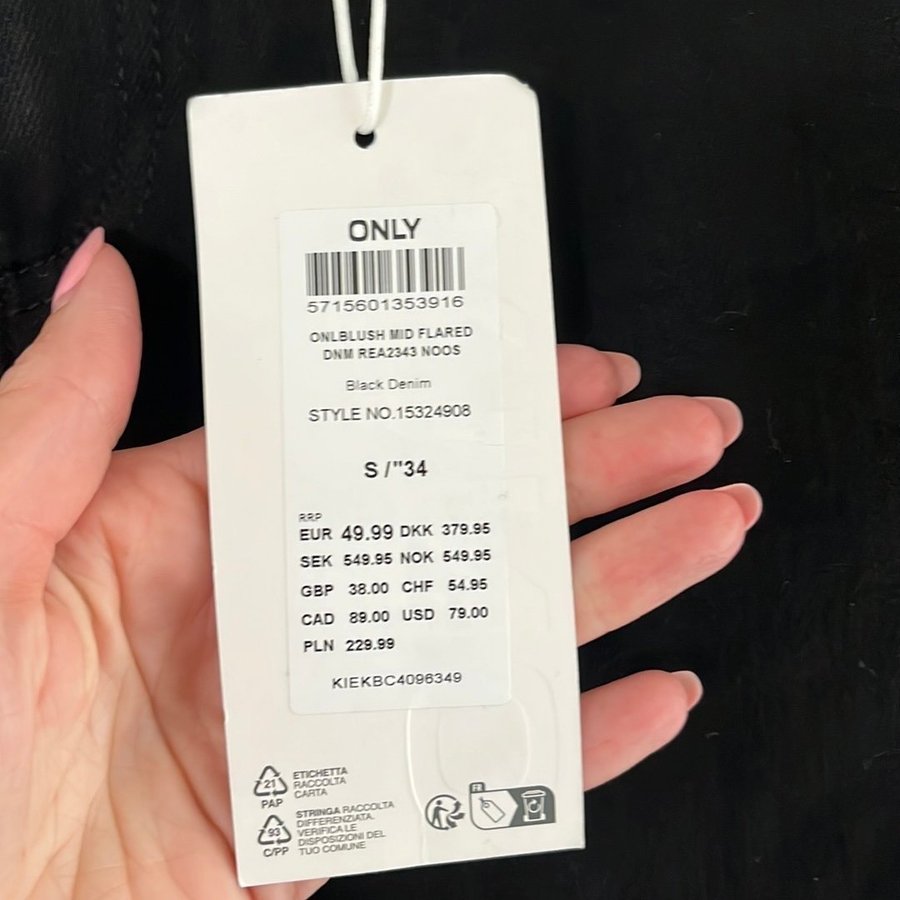 ONLY
5715601353916
ONLBLUSH MID FLARED
DNM REA2343 NOOS
Black Denim
STYLE NO.15324908
S /"34
RRP
EUR 49.99 DKK 379.95
SEK 549.95 NOK 549.95
GBP 38.00 CHF 54.95
CAD 89.00 USD 79.00
PLN 229.99
KIEKBC4096349
21
PAP
ETICHETTA
RACCOLTA
CARTA
93
C/PP
STRINGA RACCOLTA
DIFFERENZIATA.
VERIFICA LE
DISPOSIZIONI DEL
TUO COMUNE
FR